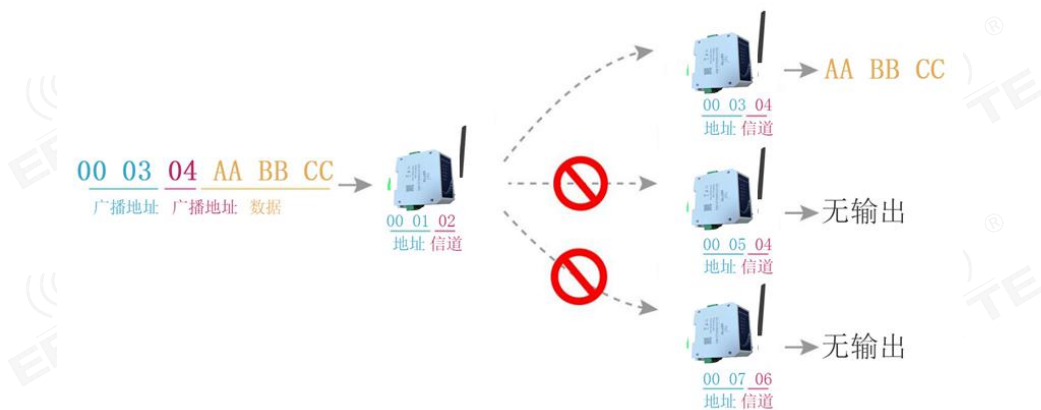 00 03 04 AA BB CC
广播地址 广播地址 数据
00 01 02
地址 信道
00 03 04
地址 信道
AA BB CC
00 05 04
地址 信道
无输出
00 07 06
地址 信道
无输出
®
TE
®
TE